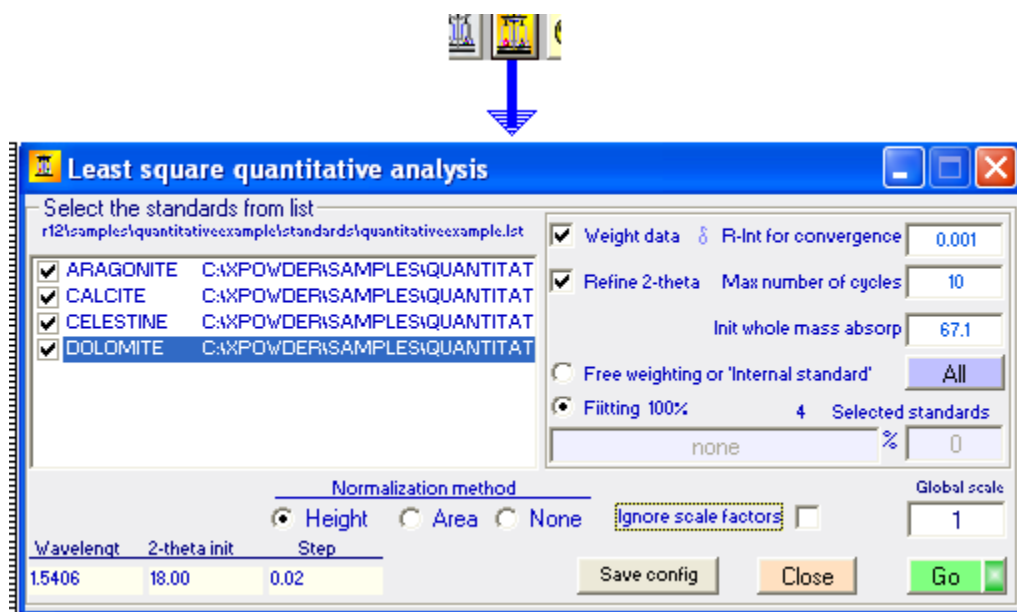 Least square quantitative analysis
Select the standards from list
r12\samples\quantitativeexample\standards\quantitativeexample.lst
ARAGONITE C:\XPOWDER\SAMPLES\QUANTITAT
CALCITE C:\XPOWDER\SAMPLES\QUANTITAT
CELESTINE C:\XPOWDER\SAMPLES\QUANTITAT
DOLOMITE C:\XPOWDER\SAMPLES\QUANTITAT
Weight data δ R-Int for convergence 0.001
Refine 2-theta Max number of cycles 10
Init whole mass absorp 67.1
Free weighting or 'Internal standard' All
Fiitting 100% 4 Selected standards
none % 0
Normalization method
Height Area None Ignore scale factors
Global scale
1
Wavelengt 2-theta init Step
1.5406 18.00 0.02
Save config Close Go